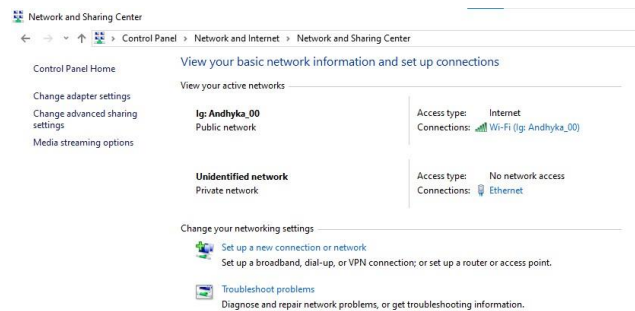 Network and Sharing Center
Control Panel > Network and Internet > Network and Sharing Center
Control Panel Home
Change adapter settings
Change advanced sharing
settings
Media streaming options
View your basic network information and set up connections
View your active networks
Ig: Andhyka_00
Public network
Access type: Internet
Connections: Wi-Fi (Ig: Andhyka_00)
Unidentified network
Private network
Access type: No network access
Connections: Ethernet
Change your networking settings
Set up a new connection or network
Set up a broadband, dial-up, or VPN connection; or set up a router or access point.
Troubleshoot problems
Diagnose and repair network problems, or get troubleshooting information.